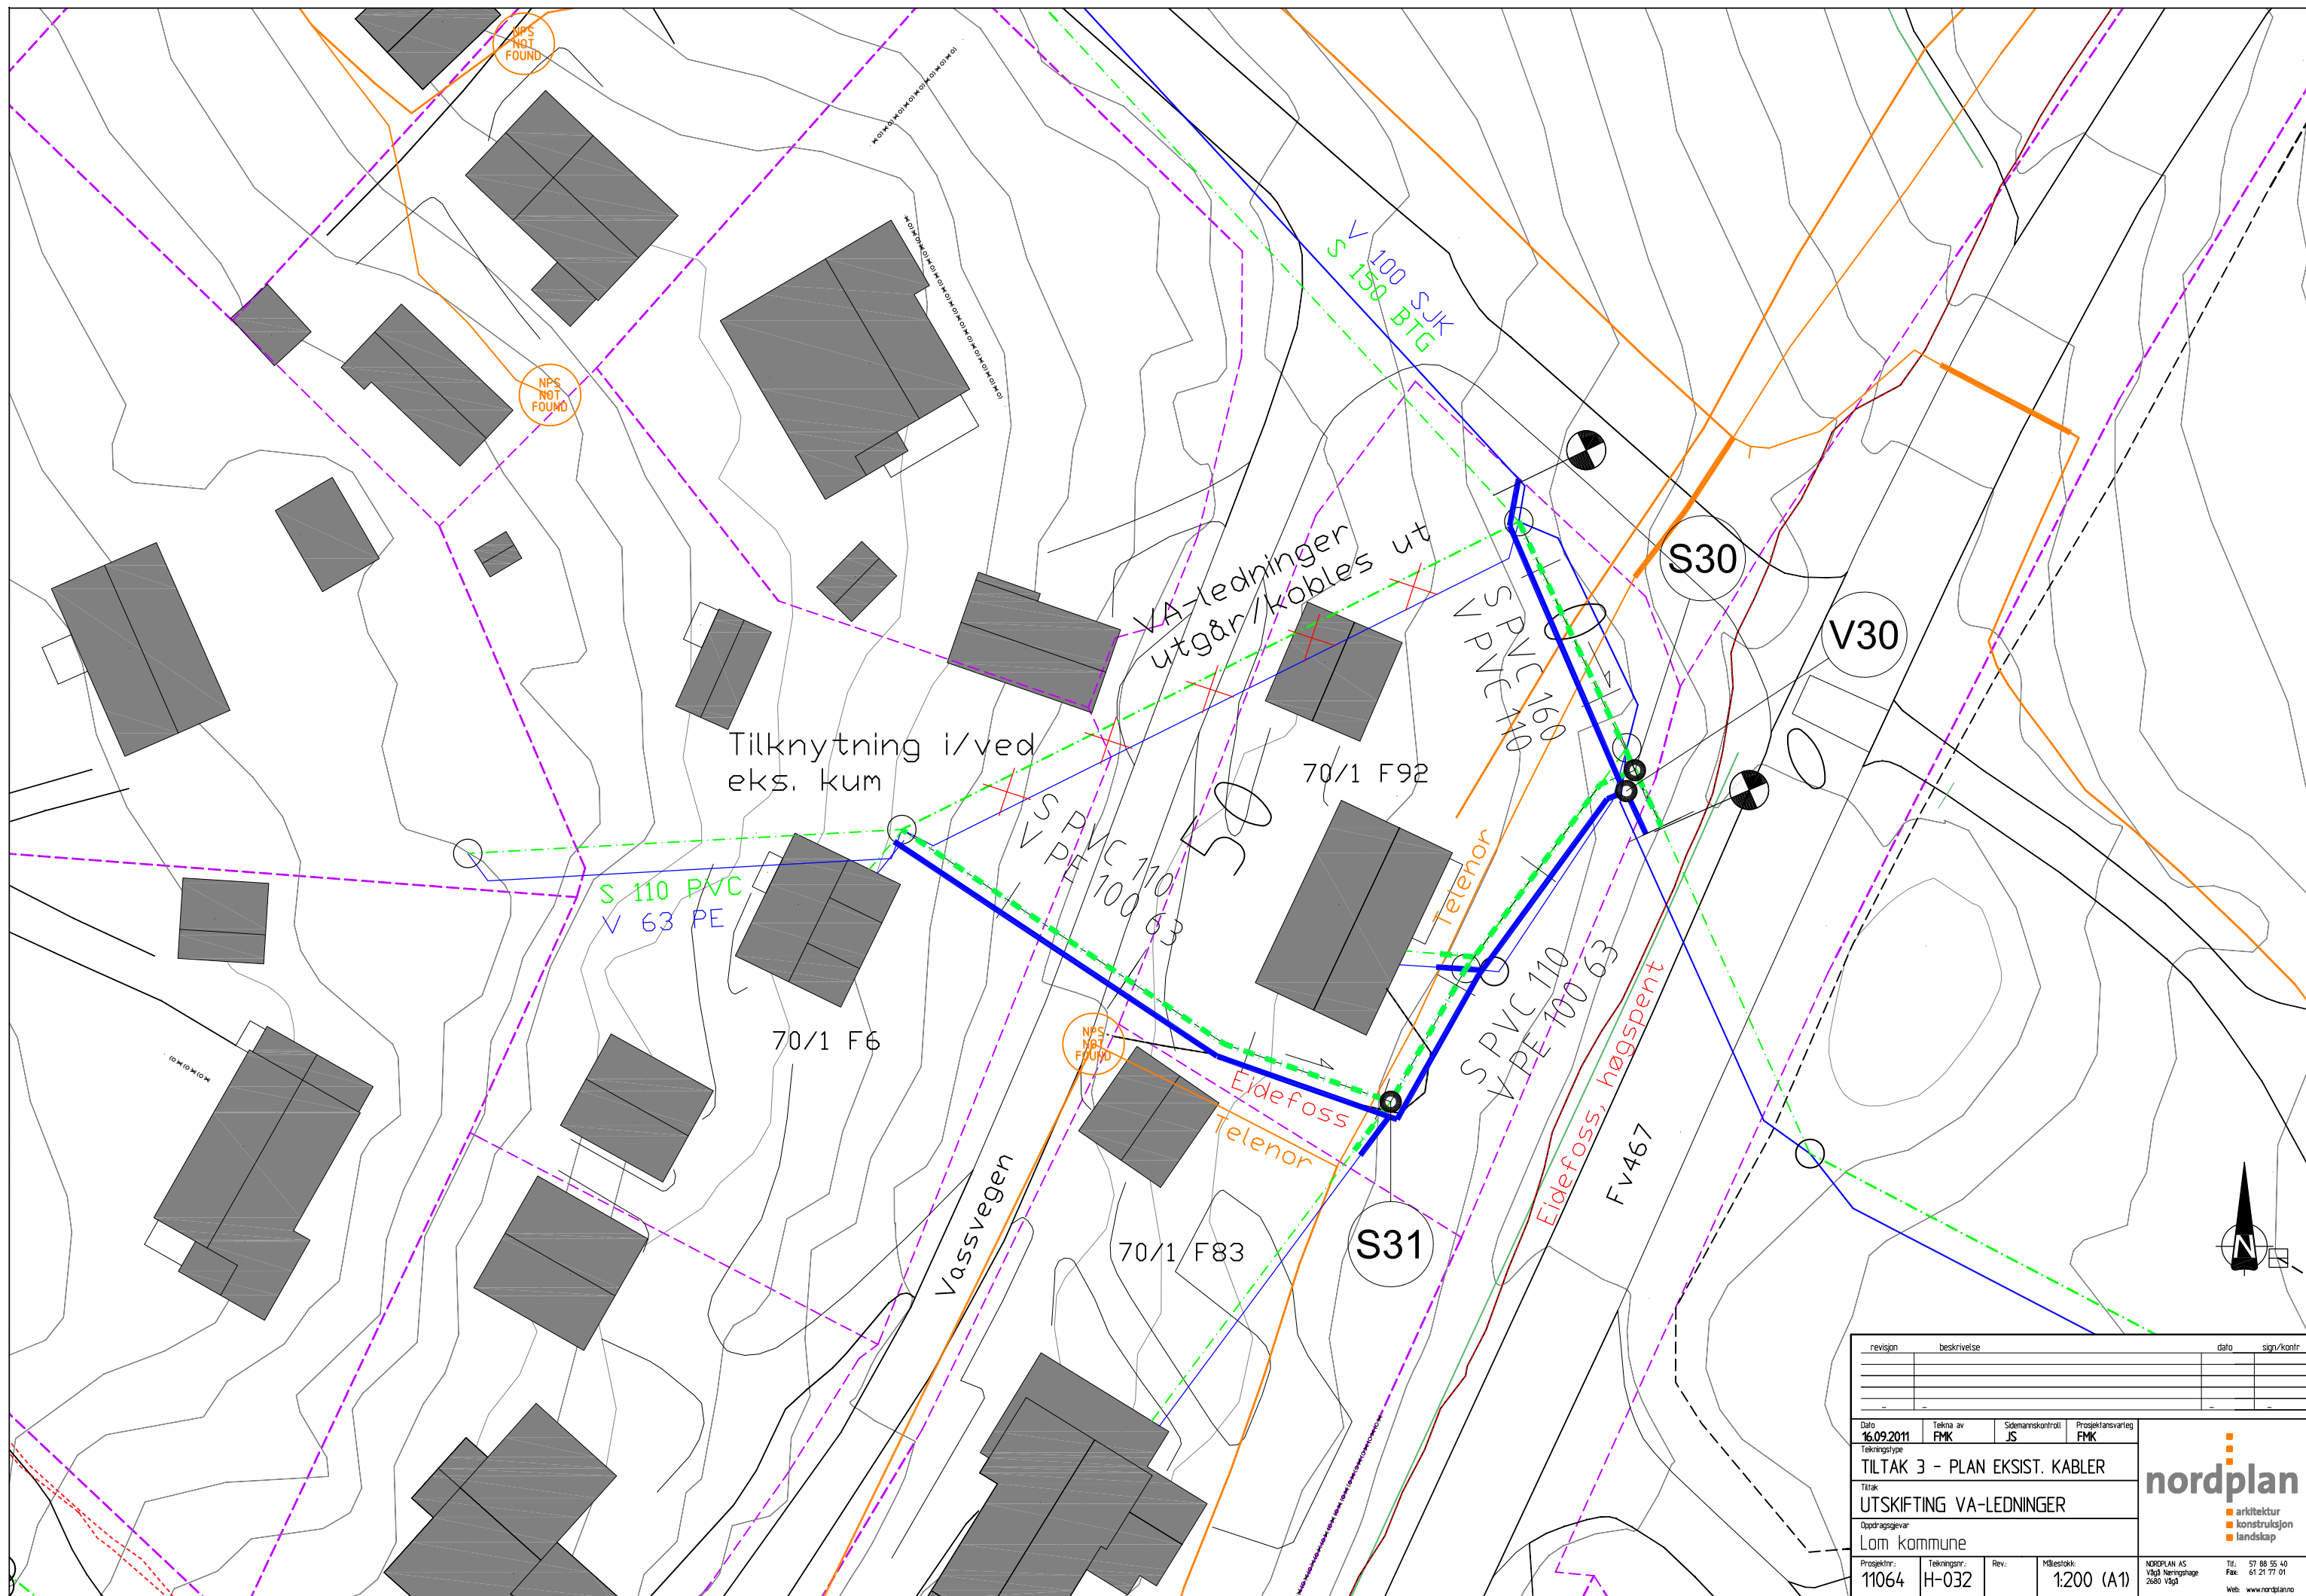 NPS
NOT
FOUND
V 100 SJK
S 150 BTG
NPS
NOT
FOUND
VA-ledninger
utgår/kobles ut
S30
V30
S PVC 160
V PVC 110
Tilknytning i/ved
eks. kum
70/1 F92
S PVC 110
V PE 100 63
50
0
0
Telenor
S 110 PVC
V 63 PE
70/1 F6
NPS
NOT
FOUND
S PVC 110
V PE 100 63
Eidefoss
Telenor
Eidefoss, høgspent
Fv467
Vassvegen
70/1 F83
S31
N
revisjon beskrivelse dato sign/kontr
Dato Teikna av Sidemannskontroll Prosjektansvarleg
16.09.2011 FMK JS FMK
Teikningstype
TILTAK 3 - PLAN EKSIST. KABLER
Tiltak
UTSKIFTING VA-LEDNINGER
Oppdragsgjevar
Lom kommune
Prosjektnr.: Teikningsnr.: Rev.: Målestokk:
11064 H-032 1:200 (A1)
nordplan
arkitektur
konstruksjon
landskap
NORDPLAN AS
Vågå Næringshage
2680 Vågå
Tlf.: 57 88 55 40
Fax: 61 21 77 01
Web: www.nordplan.no